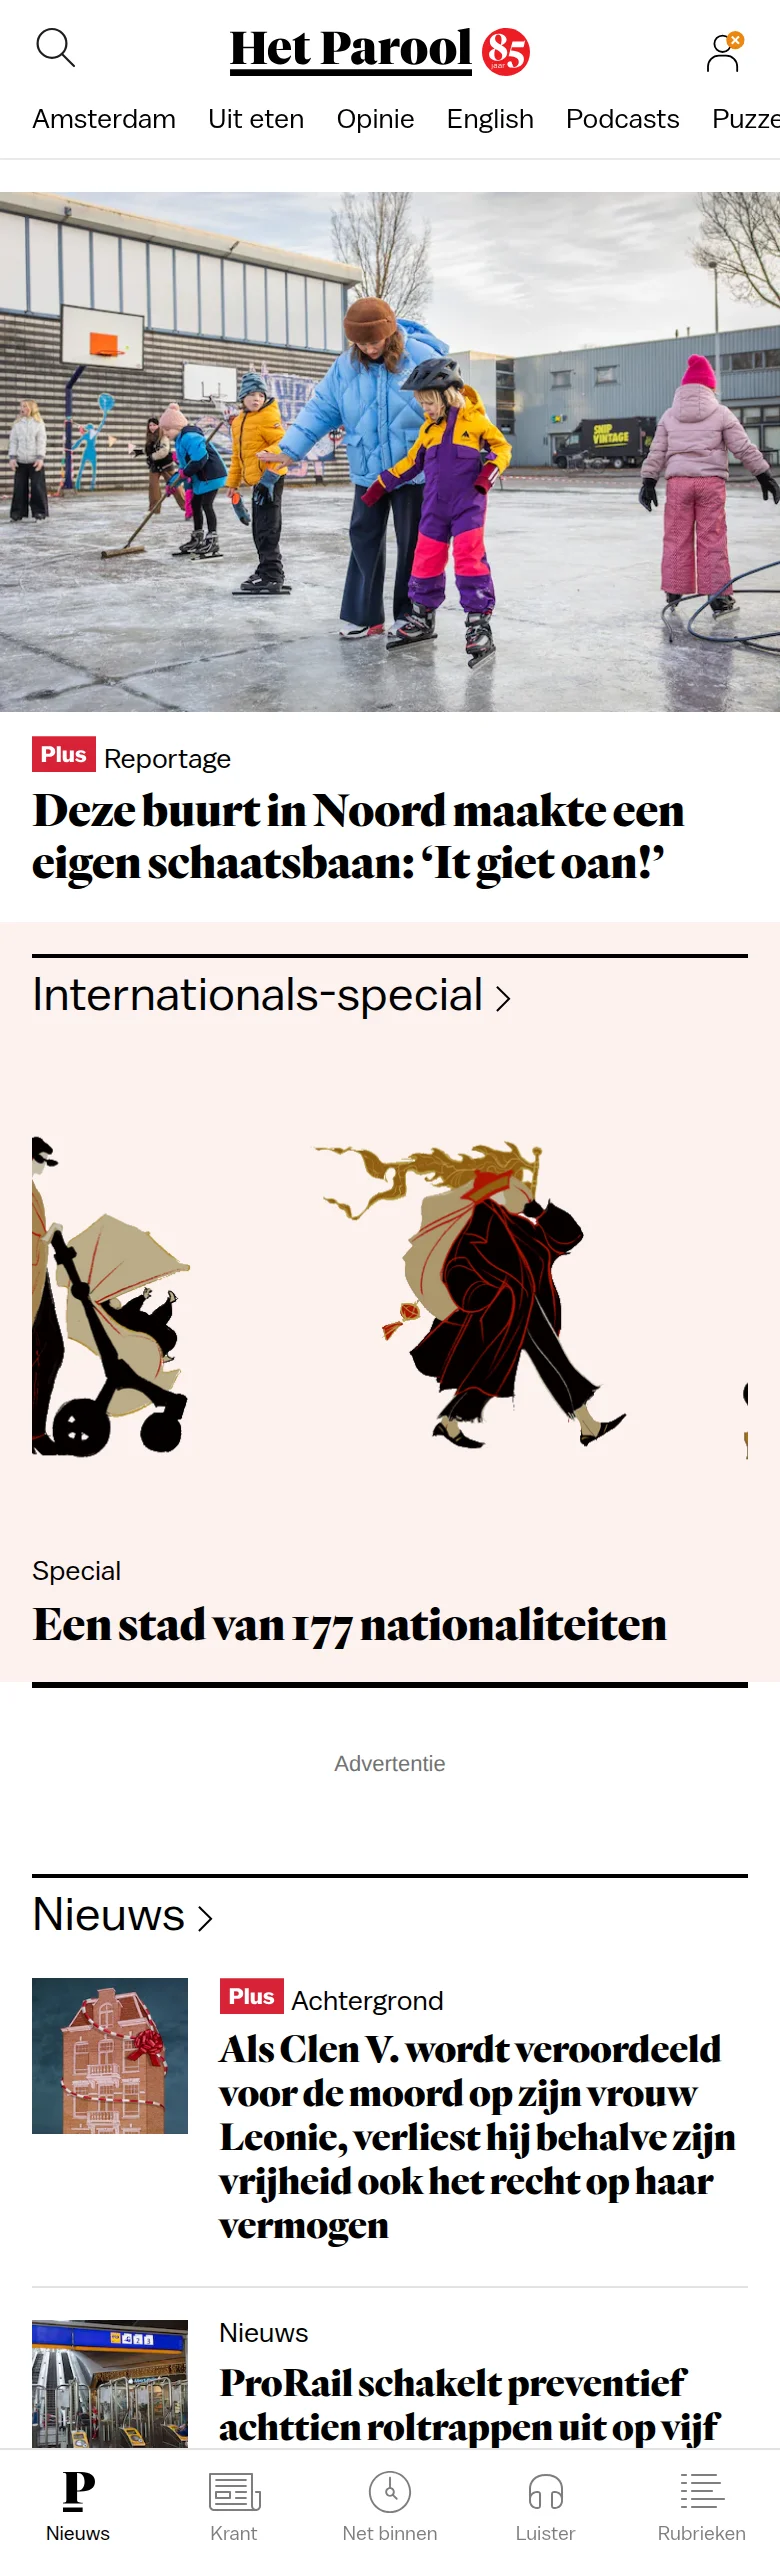 Het Parool 85 jaar
Amsterdam Uit eten Opinie English Podcasts Puzze
SNIP
VINTAGE
Plus Reportage
Deze buurt in Noord maakte een
eigen schaatsbaan: ‘It giet oan!’
Internationals-special
Special
Een stad van 177 nationaliteiten
Advertentie
Nieuws
Plus Achtergrond
Als Clen V. wordt veroordeeld
voor de moord op zijn vrouw
Leonie, verliest hij behalve zijn
vrijheid ook het recht op haar
vermogen
Nieuws
ProRail schakelt preventief
achttien roltrappen uit op vijf
P
Nieuws Krant Net binnen Luister Rubrieken